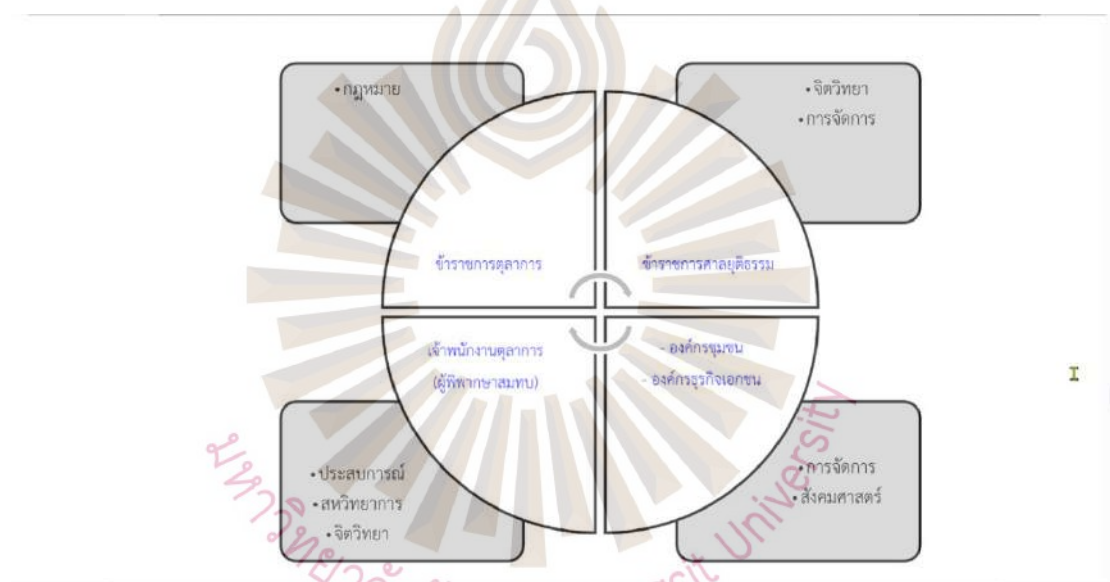 •กฎหมาย
•จิตวิทยา
•การจัดการ
ข้าราชการตุลาการ
ข้าราชการศาลยุติธรรม
เจ้าพนักงานตุลาการ
(ผู้พิพากษาสมทบ)
- องค์กรชุมชน
- องค์กรธุรกิจเอกชน
•ประสบการณ์
•สหวิทยาการ
•จิตวิทยา
•การจัดการ
•สังคมศาสตร์
University